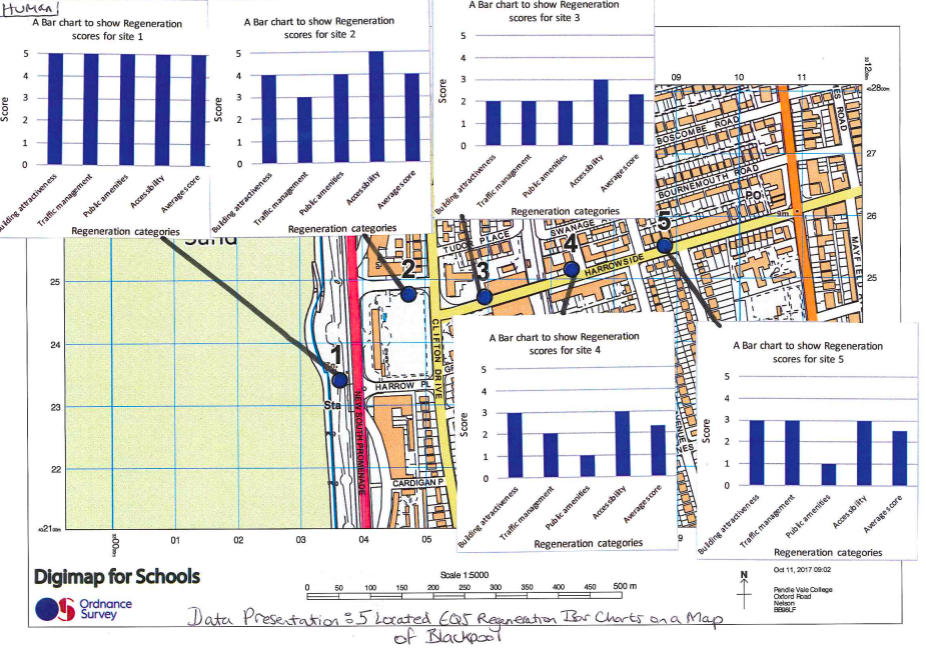 Human
A Bar chart to show Regeneration
scores for site 1
5
4
3
2
1
0
Score
Building attractiveness
Traffic management
Public amenities
Accessibility
Average score
Regeneration categories
A Bar chart to show Regeneration
scores for site 2
5
4
3
2
1
0
Score
Building attractiveness
Traffic management
Public amenities
Accessibility
Average score
Regeneration categories
A Bar chart to show Regeneration
scores for site 3
5
4
3
2
1
0
Score
Building attractiveness
Traffic management
Public amenities
Accessibility
Average score
Regeneration categories
09 10 11
27
26
25
BOSCOMBE ROAD
BOURNEMOUTH ROAD
ROAD
PO
MAYFIELD
Sand
TUDOR PLACE
SWANAGE
HARROWSIDE
1
2
3
4
5
25
24
23
22
CLIFTON DRIVE
HARROW PL
NEW SOUTH PROMENADE
Sta
CARDIGAN P
01 02 03 04 05
A Bar chart to show Regeneration
scores for site 4
5
4
3
2
1
0
Score
Building attractiveness
Traffic management
Public amenities
Accessibility
Average score
Regeneration categories
A Bar chart to show Regeneration
scores for site 5
5
4
3
2
1
0
Score
Building attractiveness
Traffic management
Public amenities
Accessibility
Average score
Regeneration categories
Digimap for Schools
Ordnance
Survey
Scale 1:5000
0 50 100 150 200 250 300 350 400 450 500 m
N
Oct 11, 2017 09:02
Pendle Vale College
Oxford Road
Nelson
BB98LF
Data Presentation : 5 Located EQS Regeneration Bar Charts on a Map
of Blackpool